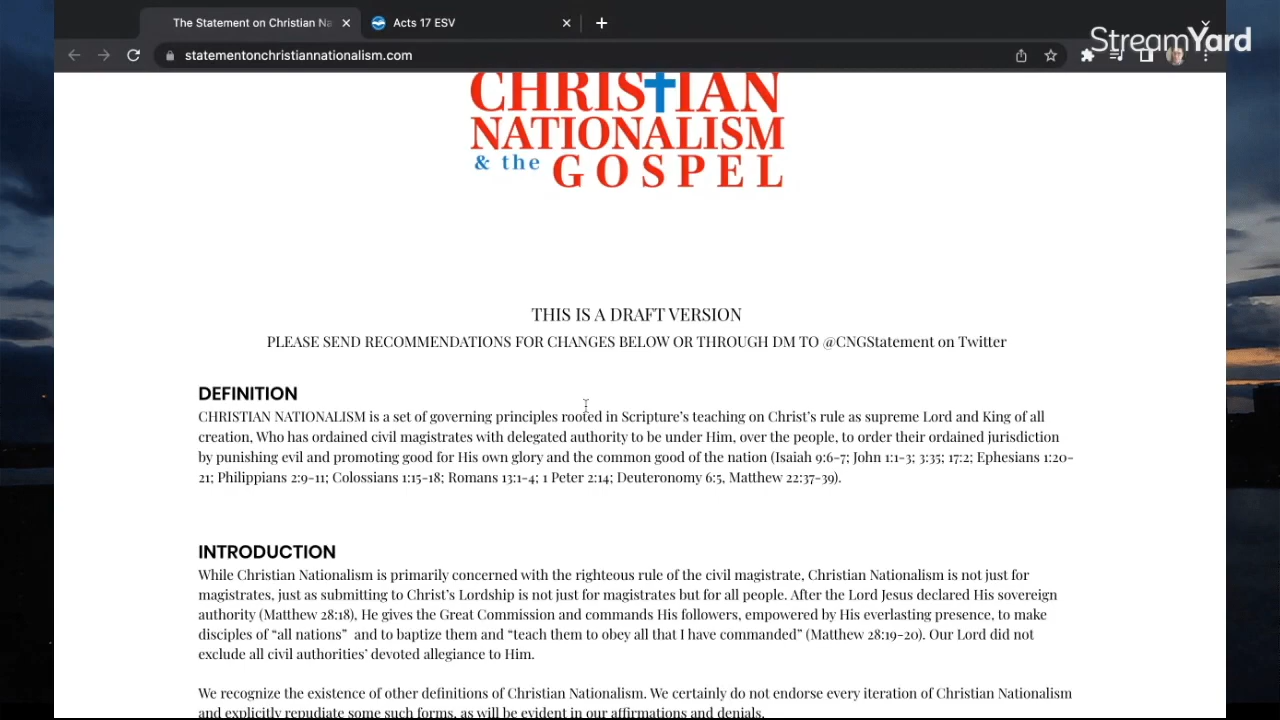 The Statement on Christian Na
Acts 17 ESV
StreamYard
statementonchristiannationalism.com
CHRISTIAN
NATIONALISM
& the GOSPEL
THIS IS A DRAFT VERSION
PLEASE SEND RECOMMENDATIONS FOR CHANGES BELOW OR THROUGH DM TO @CNGStatement on Twitter
DEFINITION
CHRISTIAN NATIONALISM is a set of governing principles rooted in Scripture's teaching on Christ's rule as supreme Lord and King of all
creation, Who has ordained civil magistrates with delegated authority to be under Him, over the people, to order their ordained jurisdiction
by punishing evil and promoting good for His own glory and the common good of the nation (Isaiah 9:6-7; John 1:1-3; 3:35; 17:2; Ephesians 1:20-
21; Philippians 2:9-11; Colossians 1:15-18; Romans 13:1-4; 1 Peter 2:14; Deuteronomy 6:5, Matthew 22:37-39).
INTRODUCTION
While Christian Nationalism is primarily concerned with the righteous rule of the civil magistrate, Christian Nationalism is not just for
magistrates, just as submitting to Christ's Lordship is not just for magistrates but for all people. After the Lord Jesus declared His sovereign
authority (Matthew 28:18), He gives the Great Commission and commands His followers, empowered by His everlasting presence, to make
disciples of “all nations” and to baptize them and “teach them to obey all that I have commanded” (Matthew 28:19-20). Our Lord did not
exclude all civil authorities' devoted allegiance to Him.
We recognize the existence of other definitions of Christian Nationalism. We certainly do not endorse every iteration of Christian Nationalism
and explicitly repudiate some such forms, as will be evident in our affirmations and denials.